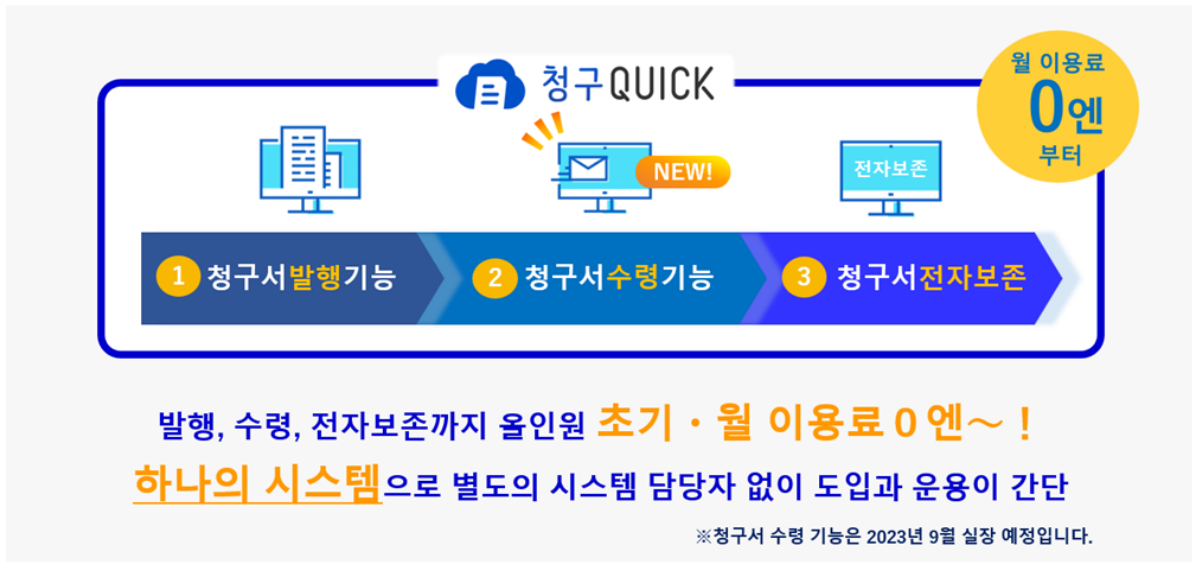 청구QUICK
월 이용료
0엔
부터
NEW!
전자보존
1 청구서발행기능
2 청구서수령기능
3 청구서전자보존
발행, 수령, 전자보존까지 올인원 초기・월 이용료０엔～！
하나의 시스템으로 별도의 시스템 담당자 없이 도입과 운용이 간단
※청구서 수령 기능은 2023년 9월 실장 예정입니다.